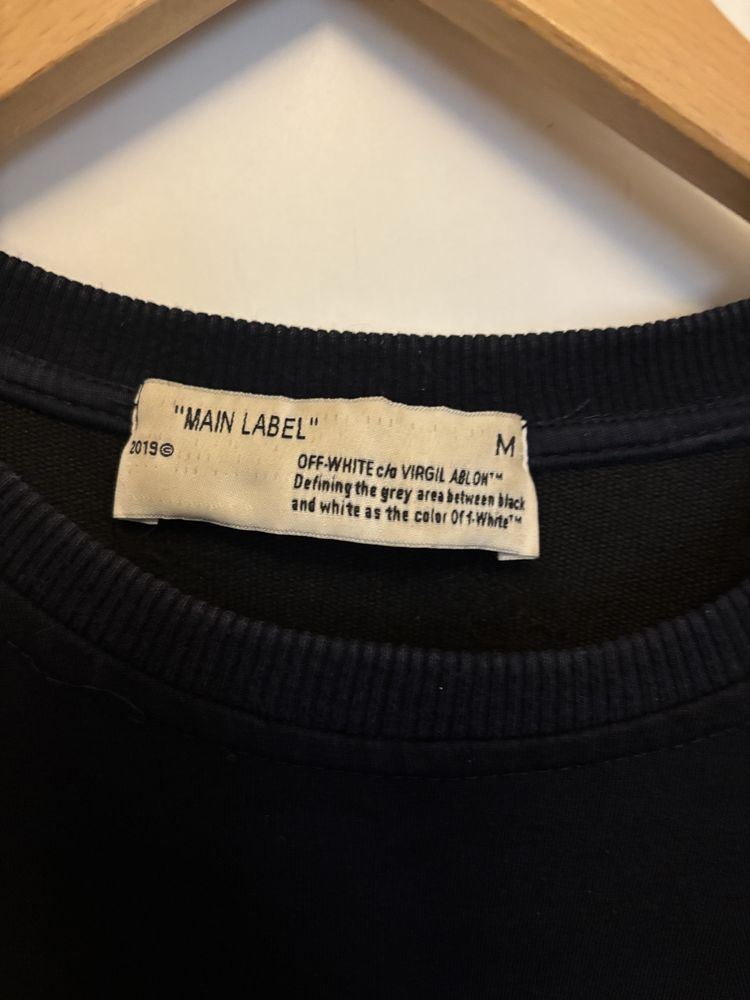 "MAIN LABEL"
M
2019©
OFF-WHITE c/o VIRGIL ABLOH™
Defining the grey area between black
and white as the color Off-White™